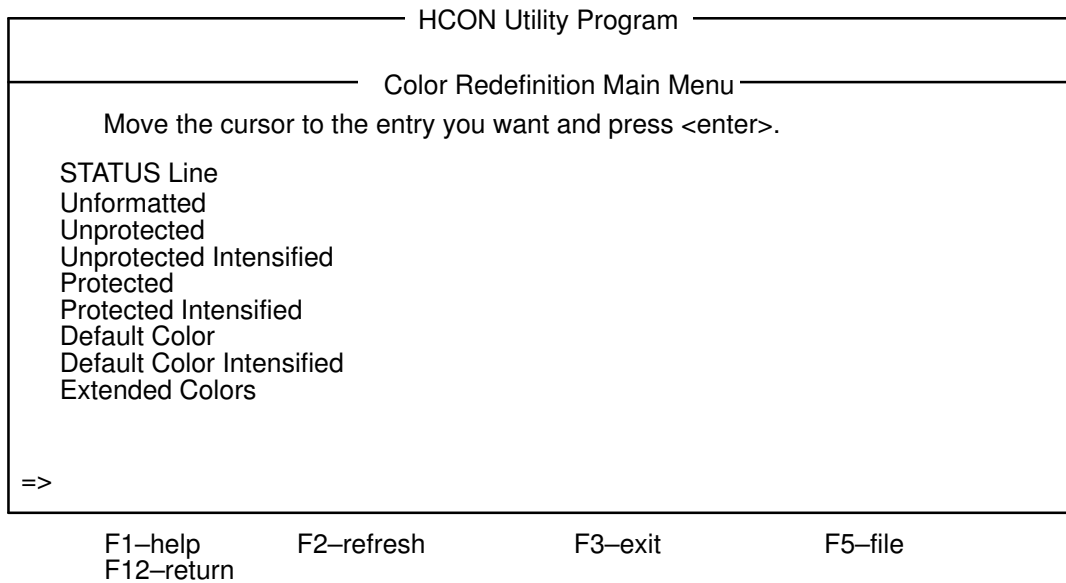 HCON Utility Program
Color Redefinition Main Menu
Move the cursor to the entry you want and press <enter>.
STATUS Line
Unformatted
Unprotected
Unprotected Intensified
Protected
Protected Intensified
Default Color
Default Color Intensified
Extended Colors
=>
F1–help F2–refresh F3–exit F5–file
F12–return